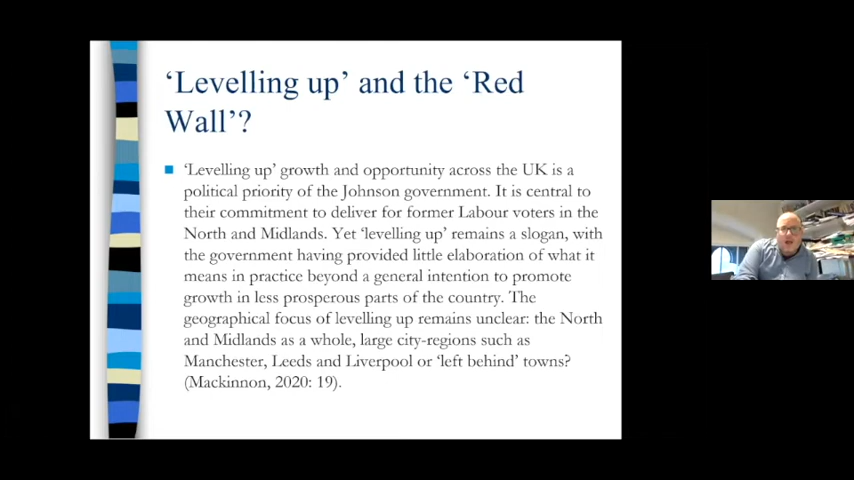 ‘Levelling up’ and the ‘Red
Wall’?
‘Levelling up’ growth and opportunity across the UK is a
political priority of the Johnson government. It is central to
their commitment to deliver for former Labour voters in the
North and Midlands. Yet ‘levelling up’ remains a slogan, with
the government having provided little elaboration of what it
means in practice beyond a general intention to promote
growth in less prosperous parts of the country. The
geographical focus of levelling up remains unclear: the North
and Midlands as a whole, large city-regions such as
Manchester, Leeds and Liverpool or ‘left behind’ towns?
(Mackinnon, 2020: 19).